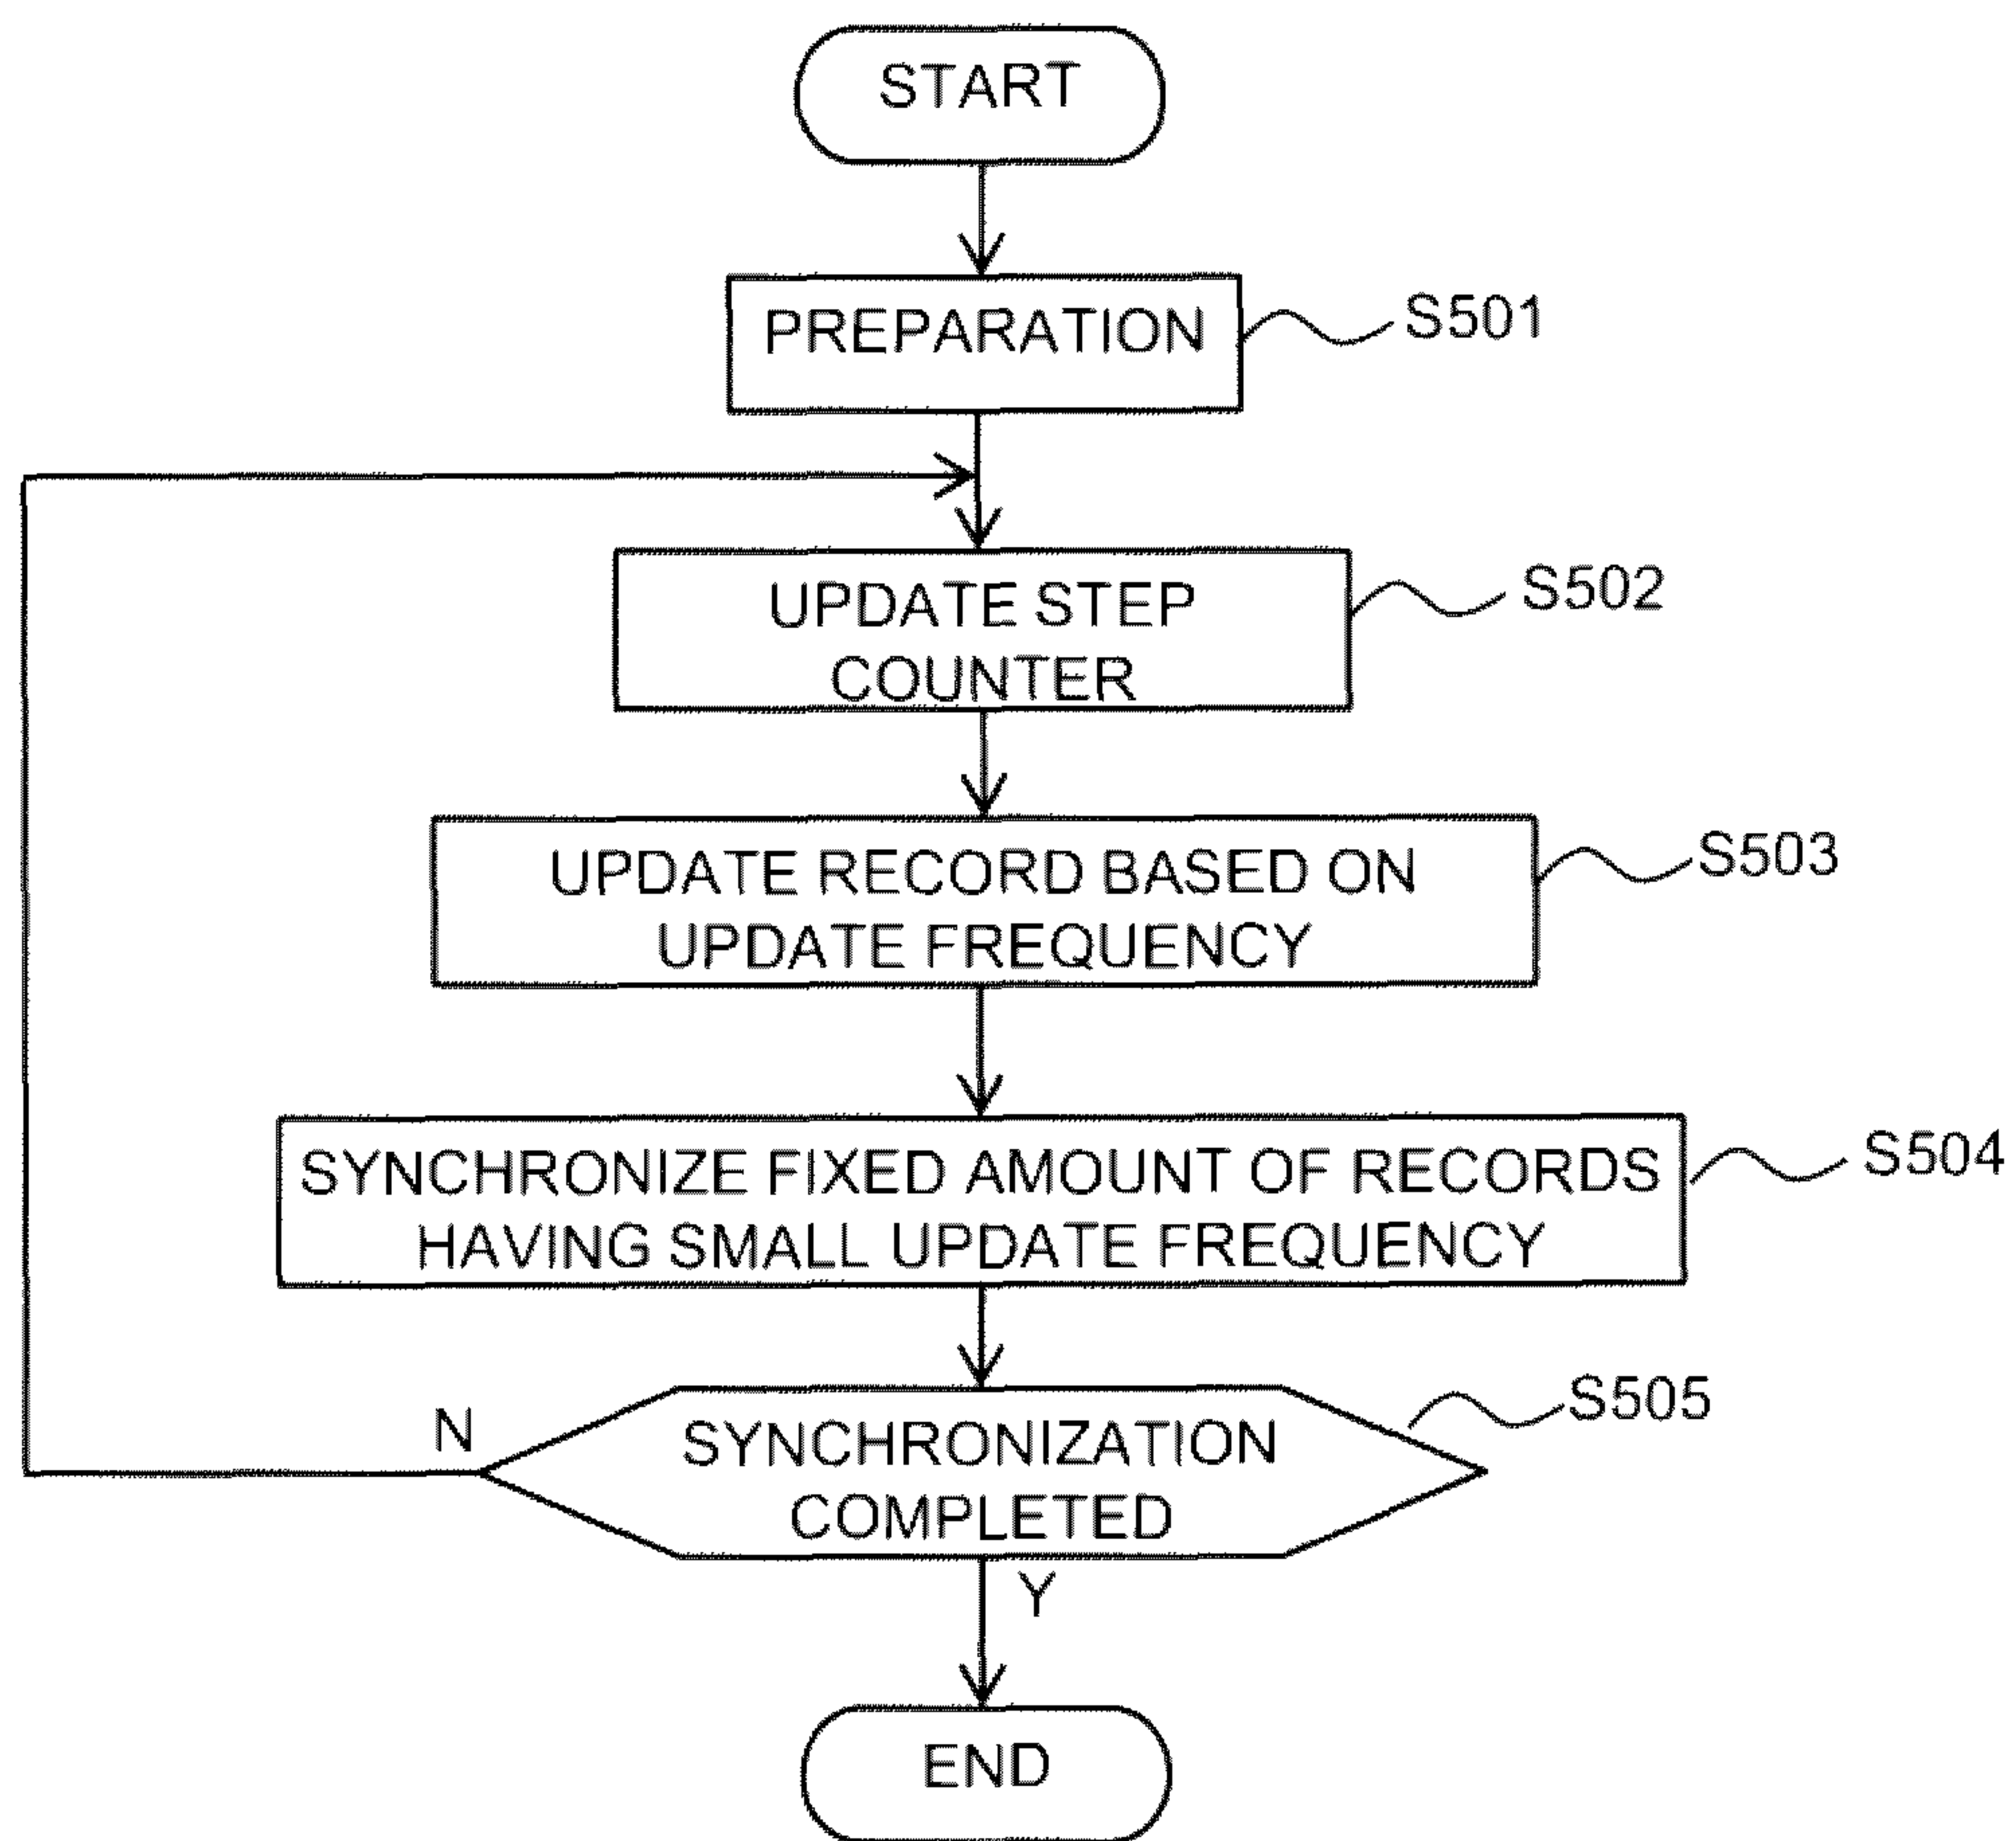 START
PREPARATION
S501
UPDATE STEP
COUNTER
S502
UPDATE RECORD BASED ON
UPDATE FREQUENCY
S503
SYNCHRONIZE FIXED AMOUNT OF RECORDS
HAVING SMALL UPDATE FREQUENCY
S504
N
SYNCHRONIZATION
COMPLETED
S505
Y
END